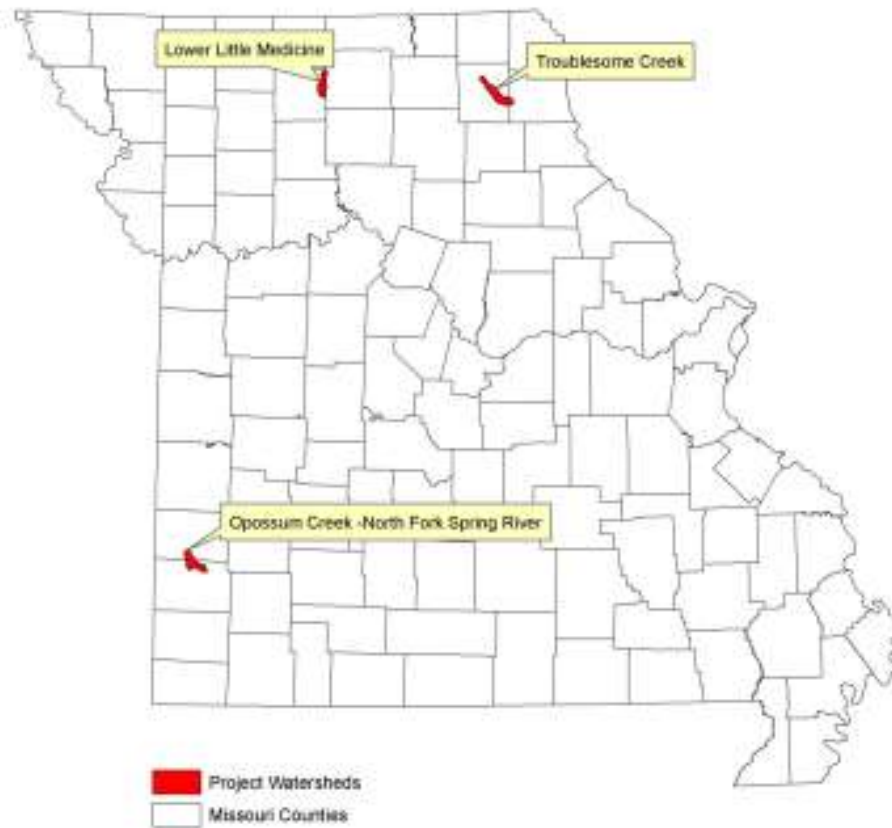 Lower Little Medicine
Troublesome Creek
Opossum Creek -North Fork Spring River
Project Watersheds
Missouri Counties